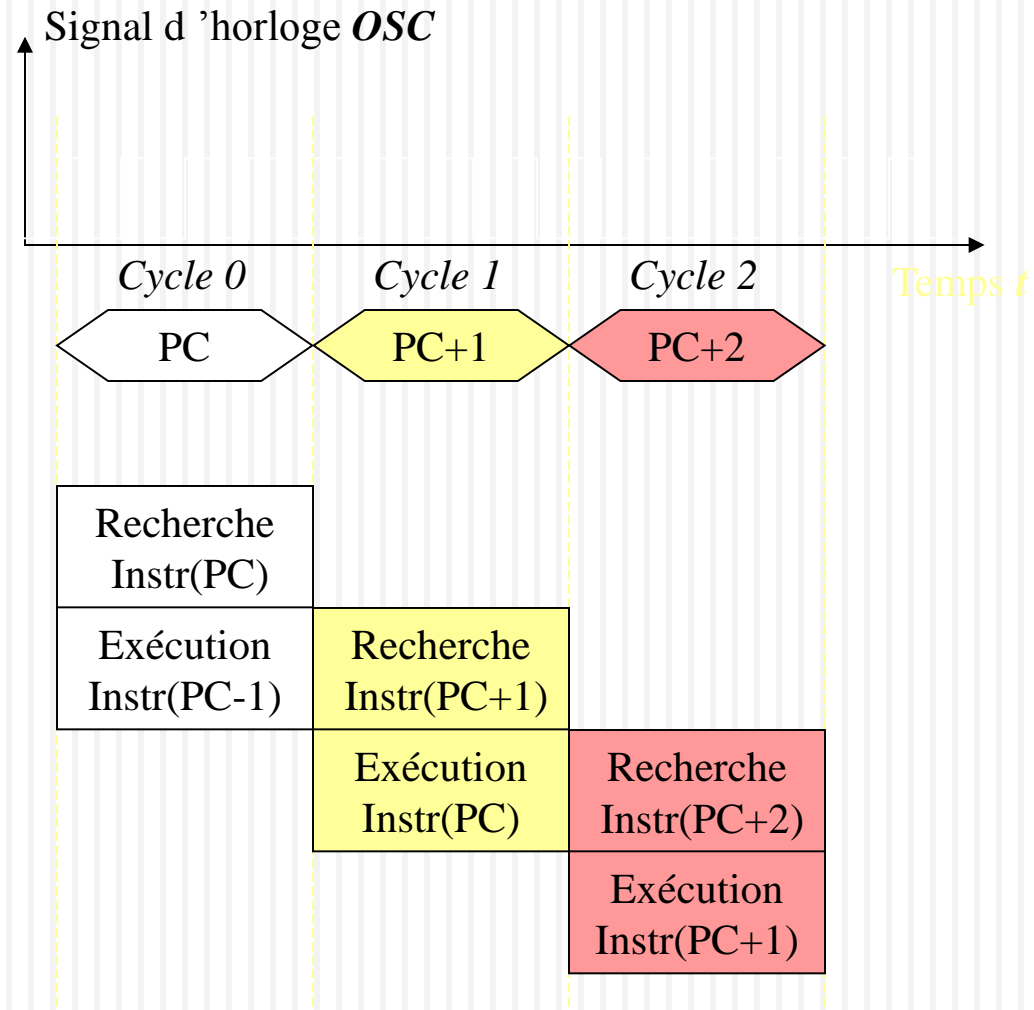 Signal d ’horloge OSC
Cycle 0
Cycle 1
Cycle 2
Temps t
PC
PC+1
PC+2
Recherche
Instr(PC)
Exécution
Instr(PC-1)
Recherche
Instr(PC+1)
Exécution
Instr(PC)
Recherche
Instr(PC+2)
Exécution
Instr(PC+1)